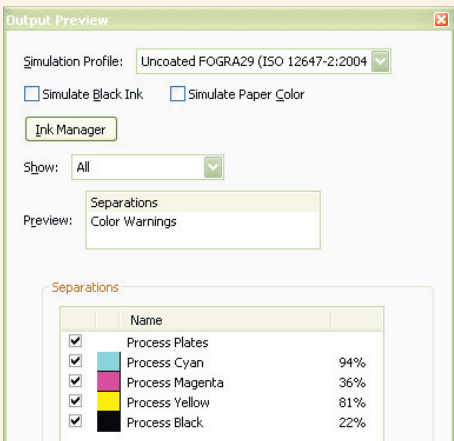 Output Preview
Simulation Profile: Uncoated FOGRA29 (ISO 12647-2:2004
Simulate Black Ink Simulate Paper Color
Ink Manager
Show: All
Separations
Preview: Color Warnings
Separations
Name
Process Plates
Process Cyan 94%
Process Magenta 36%
Process Yellow 81%
Process Black 22%